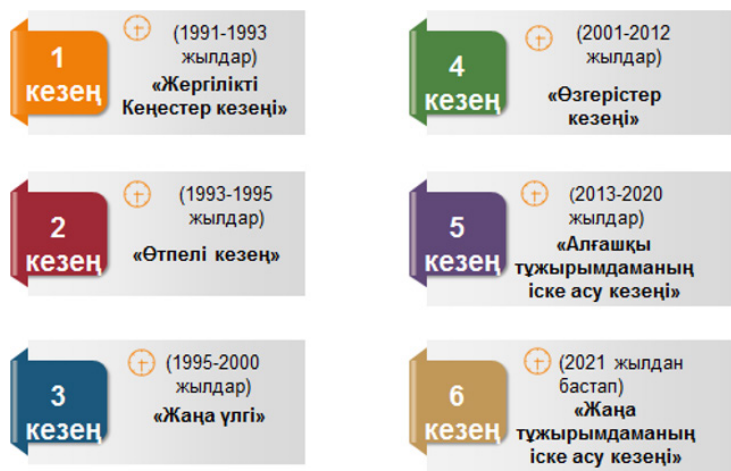 1
кезең
(1991-1993
жылдар)
«Жергілікті
Кеңестер кезеңі»
2
кезең
(1993-1995
жылдар)
«Өтпелі кезең»
3
кезең
(1995-2000
жылдар)
«Жаңа үлгі»
4
кезең
(2001-2012
жылдар)
«Өзгерістер
кезеңі»
5
кезең
(2013-2020
жылдар)
«Алғашқы
тұжырымдаманың
іске асу кезеңі»
6
кезең
(2021 жылдан
бастап)
«Жаңа
тұжырымдаманың
іске асу кезеңі»